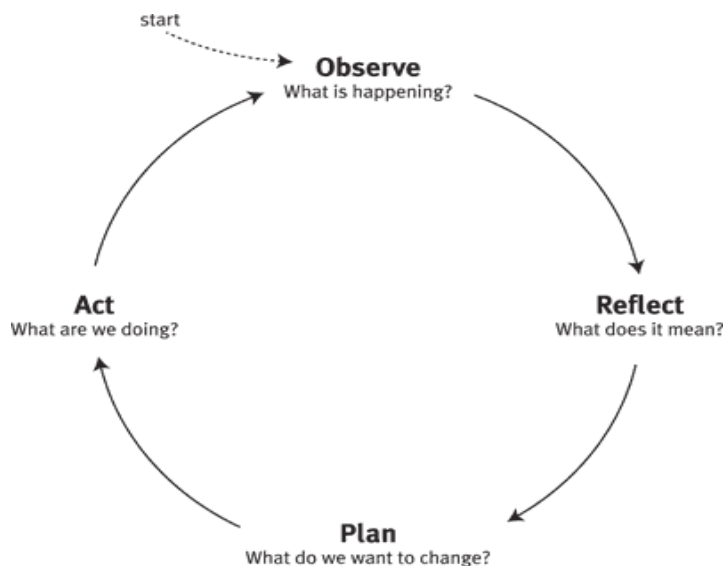 start
Observe
What is happening?
Reflect
What does it mean?
Plan
What do we want to change?
Act
What are we doing?